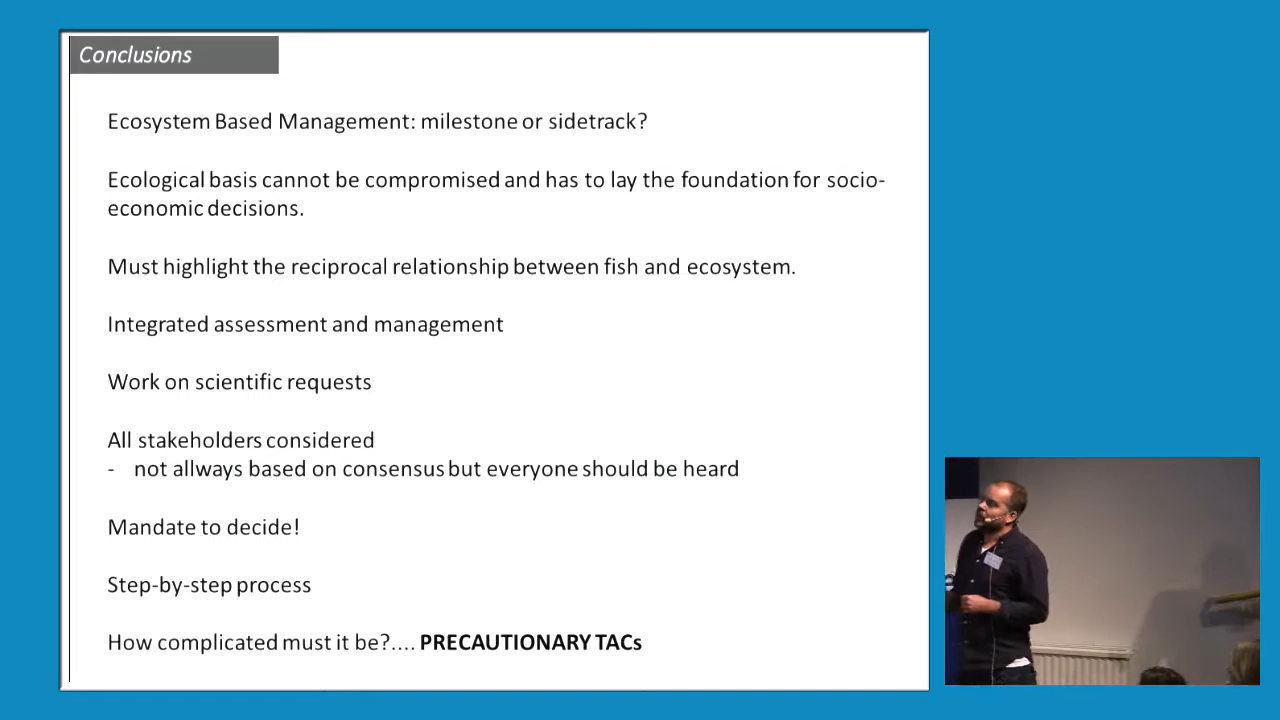 Conclusions
Ecosystem Based Management: milestone or sidetrack?
Ecological basis cannot be compromised and has to lay the foundation for socio-
economic decisions.
Must highlight the reciprocal relationship between fish and ecosystem.
Integrated assessment and management
Work on scientific requests
All stakeholders considered
- not allways based on consensus but everyone should be heard
Mandate to decide!
Step-by-step process
How complicated must it be?.... PRECAUTIONARY TACs